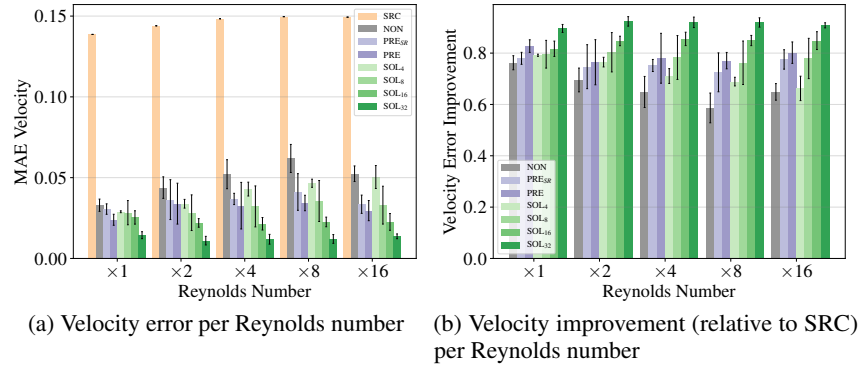 0.15
0.10
0.05
0.00
MAE Velocity
×1 ×2 ×4 ×8 ×16
Reynolds Number
SRC
NON
PRE_SR
PRE
SOL_4
SOL_8
SOL_16
SOL_32
(a) Velocity error per Reynolds number
0.8
0.6
0.4
0.2
0.0
Velocity Error Improvement
×1 ×2 ×4 ×8 ×16
Reynolds Number
NON
PRE_SR
PRE
SOL_4
SOL_8
SOL_16
SOL_32
(b) Velocity improvement (relative to SRC)
per Reynolds number